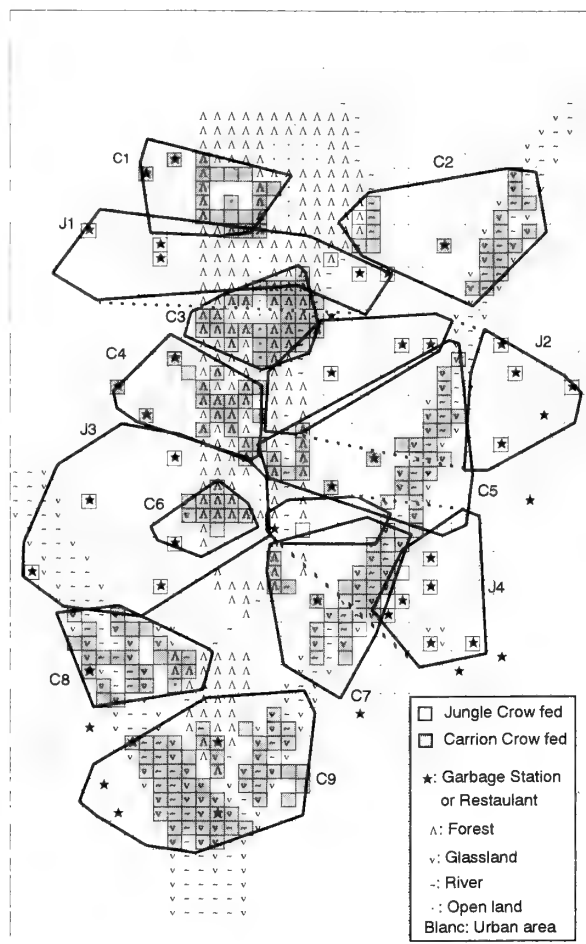 C1
C2
J1
C3
C4
J2
J3
C6
C5
J4
C8
C7
C9
Jungle Crow fed
Carrion Crow fed
★: Garbage Station
or Restaulant
∧: Forest
v: Glassland
~: River
·: Open land
Blanc: Urban area